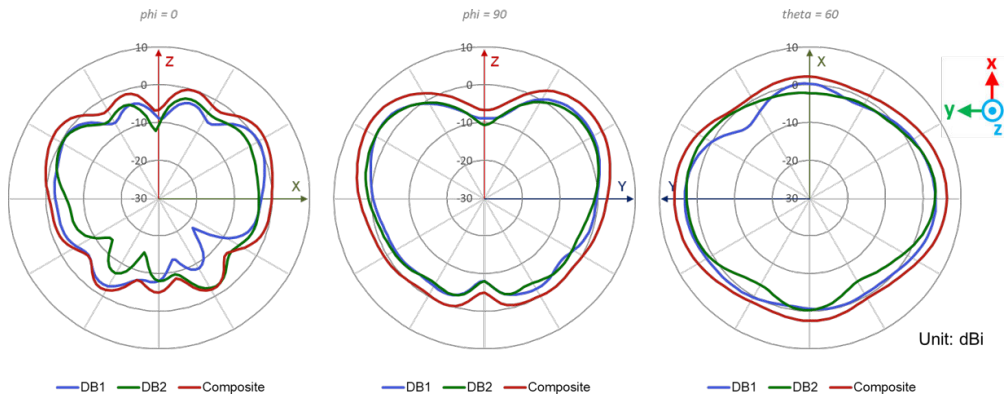 phi = 0
phi = 90
theta = 60
10
0
-10
-20
-30
Z
X
10
0
-10
-20
-30
Z
Y
10
0
-10
-20
-30
X
Y
x
y
z
Unit: dBi
DB1 DB2 Composite
DB1 DB2 Composite
DB1 DB2 Composite